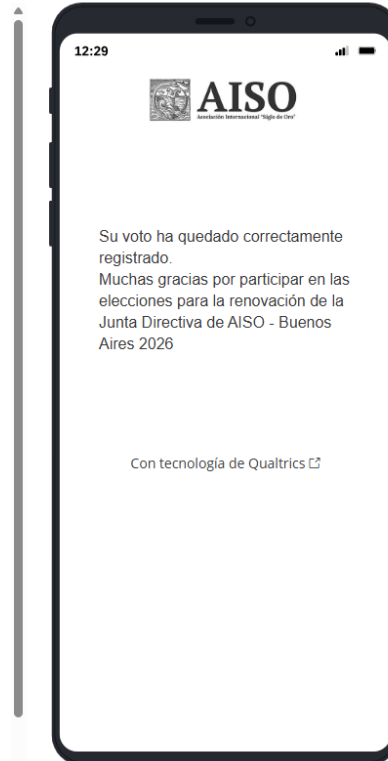 12:29
AISO
Asociación Internacional "Siglo de Oro"
Su voto ha quedado correctamente
registrado.
Muchas gracias por participar en las
elecciones para la renovación de la
Junta Directiva de AISO - Buenos
Aires 2026
Con tecnología de Qualtrics